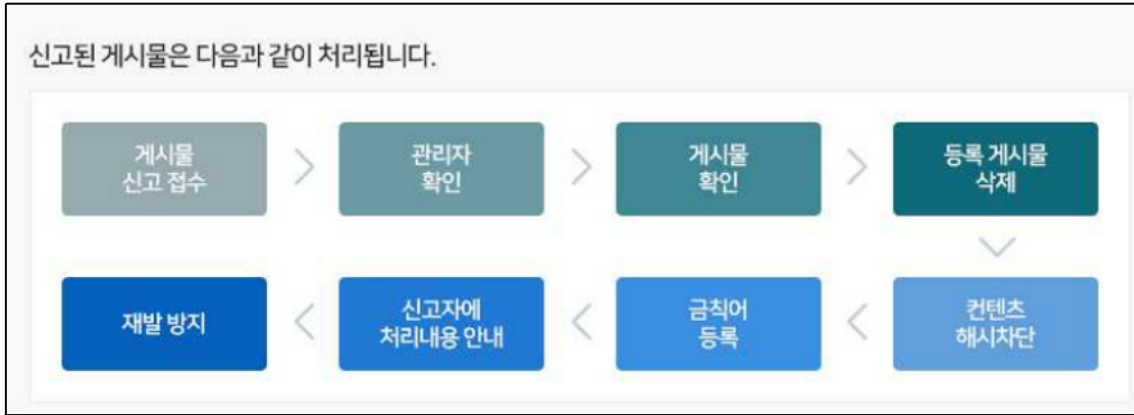 신고된 게시물은 다음과 같이 처리됩니다.
게시물
신고 접수
관리자
확인
게시물
확인
등록 게시물
삭제
컨텐츠
해시차단
금칙어
등록
신고자에
처리내용 안내
재발 방지